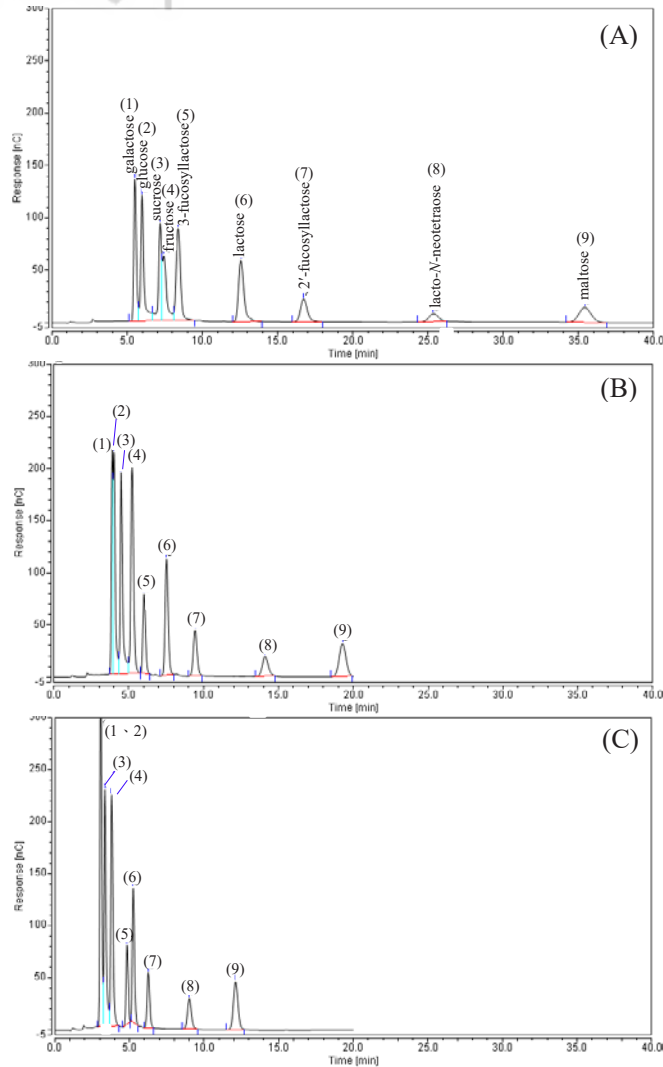 300
(A)
250
200
150
100
50
-5
Response [nC]
galactose (1)
glucose (2)
sucrose (3)
fructose (4)
3-fucosyllactose (5)
lactose (6)
2'-fucosyllactose (7)
lacto-N-neotetraose (8)
maltose (9)
0.0 5.0 10.0 15.0 20.0 25.0 30.0 35.0 40.0
Time [min]
300
(B)
250
200
150
100
50
-5
Response [nC]
(1)
(2)
(3)
(4)
(5)
(6)
(7)
(8)
(9)
0.0 5.0 10.0 15.0 20.0 25.0 30.0 35.0 40.0
Time [min]
300
(C)
250
200
150
100
50
-5
Response [nC]
(1、2)
(3)
(4)
(5)
(6)
(7)
(8)
(9)
0.0 5.0 10.0 15.0 20.0 25.0 30.0 35.0 40.0
Time [min]